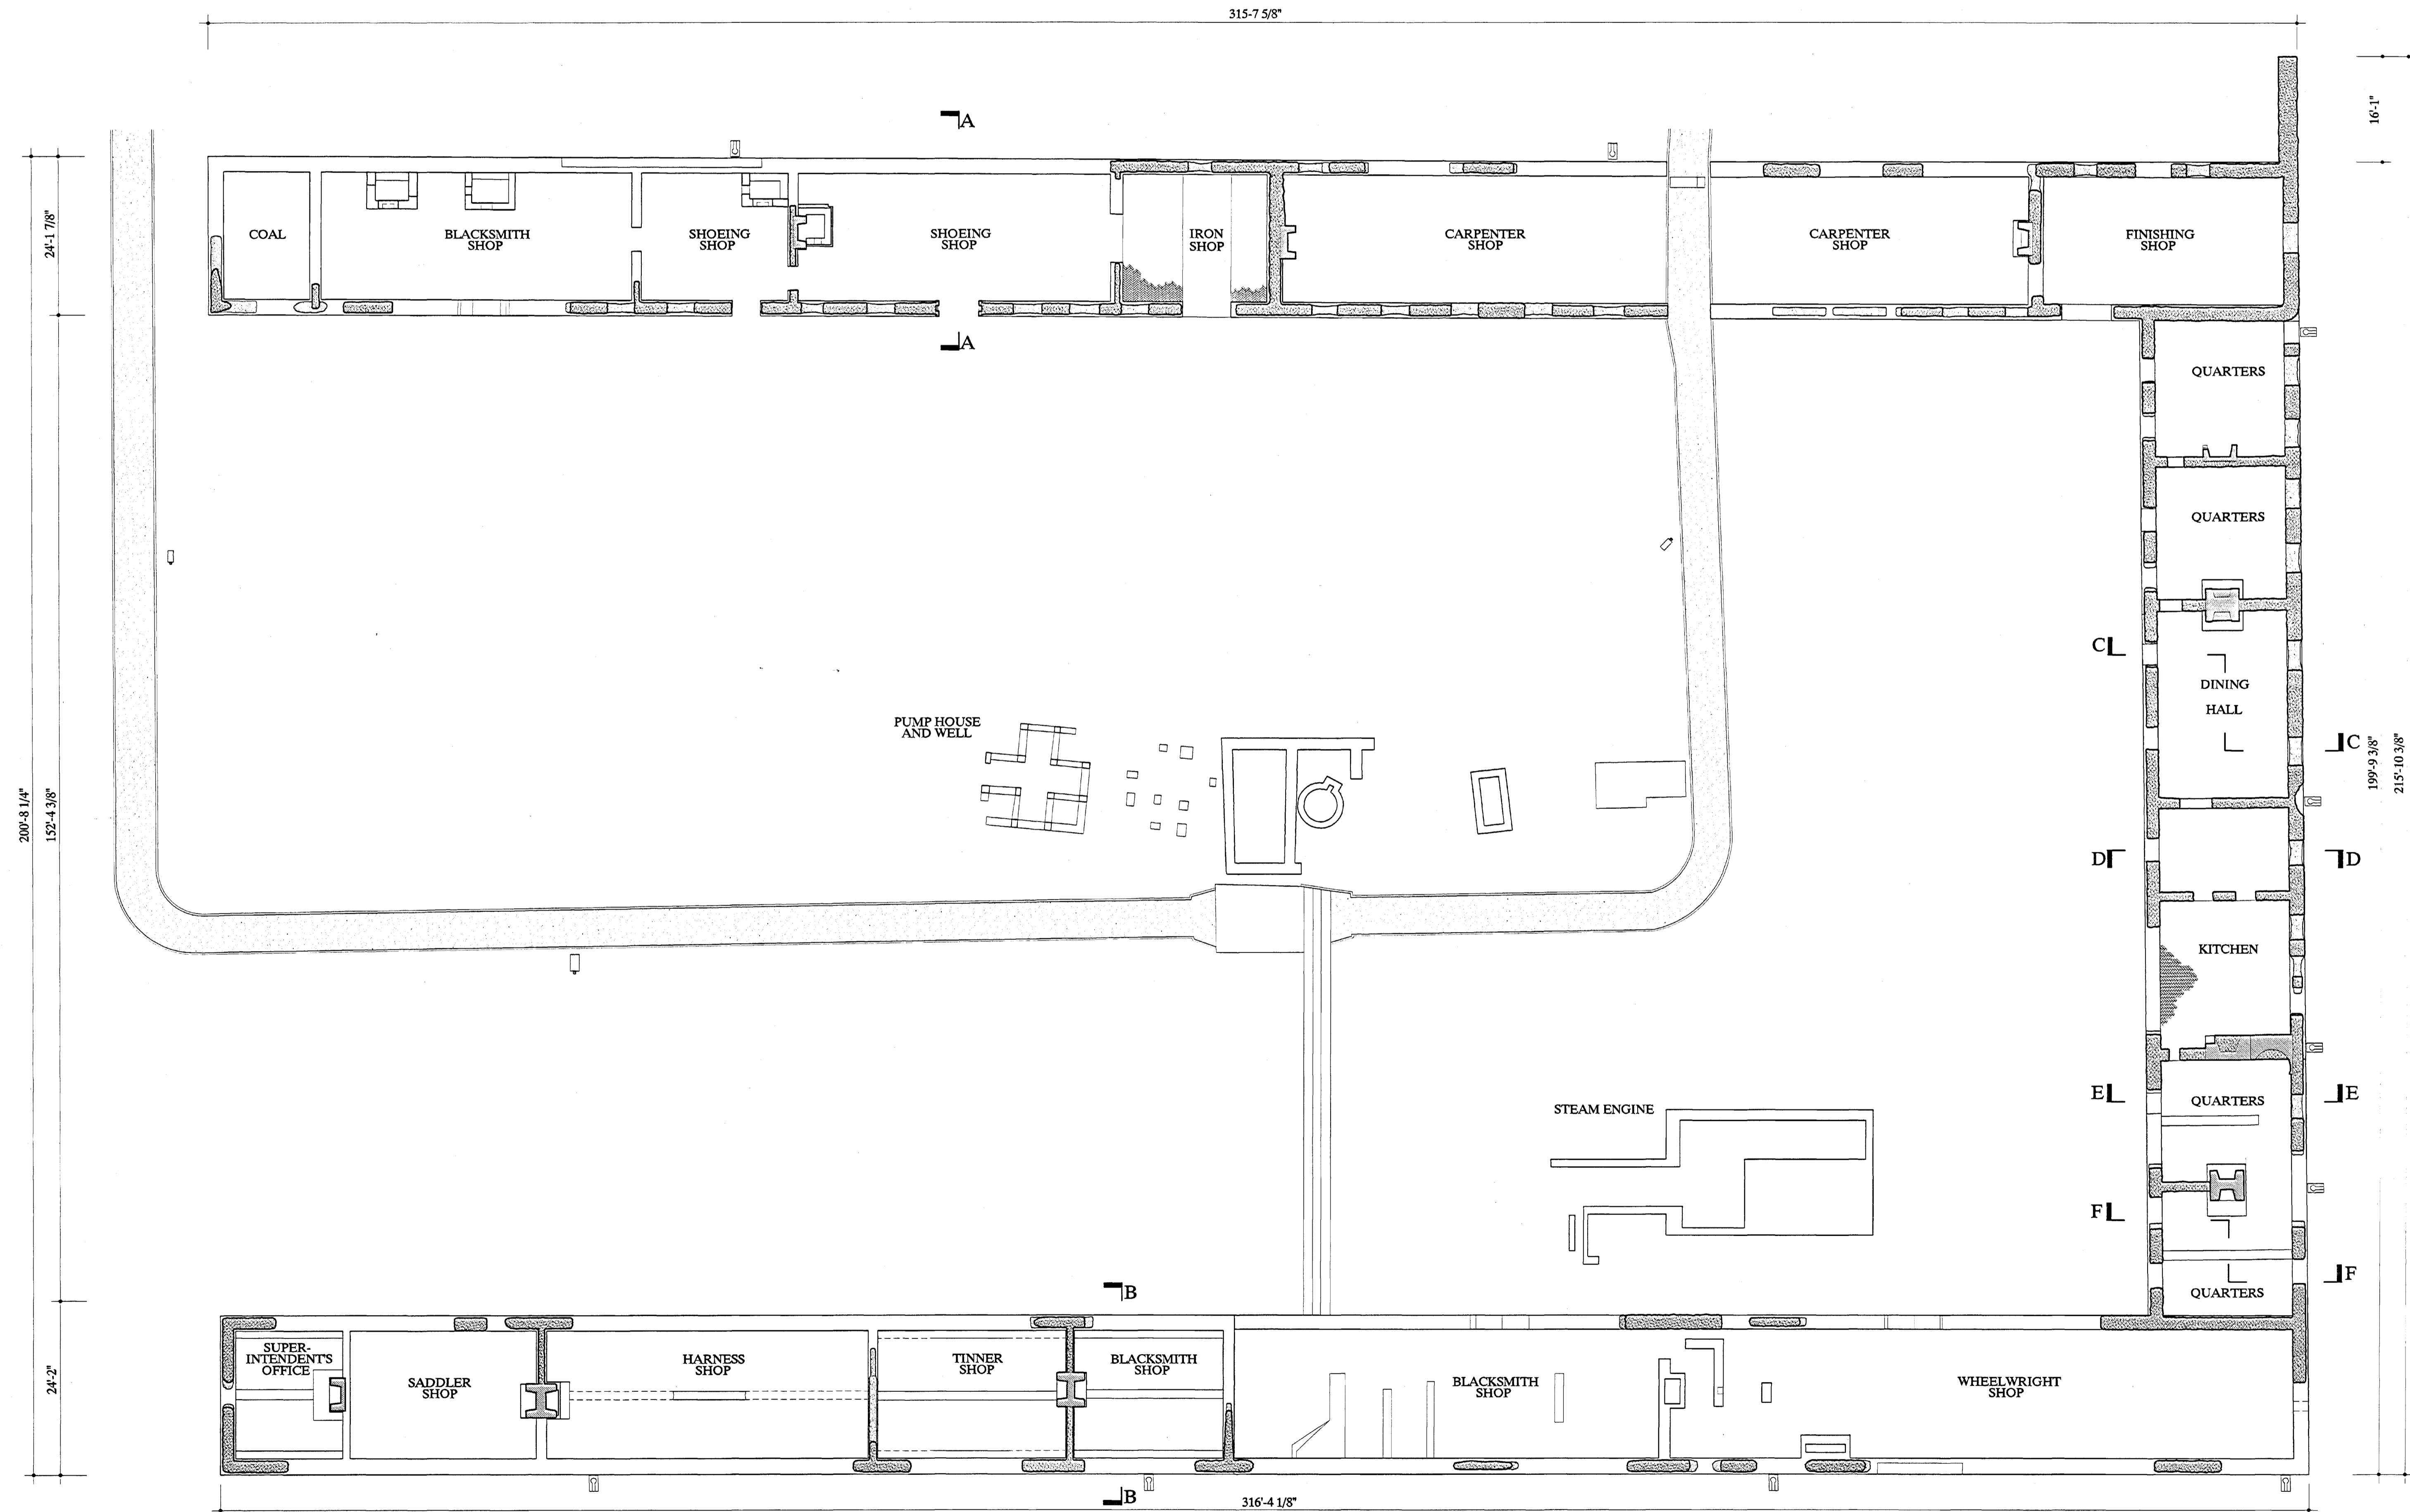 315-7 5/8"
16'-1"
A
24'-1 7/8"
COAL
BLACKSMITH
SHOP
SHOEING
SHOP
SHOEING
SHOP
IRON
SHOP
CARPENTER
SHOP
CARPENTER
SHOP
FINISHING
SHOP
A
QUARTERS
QUARTERS
C
DINING
HALL
C
PUMP HOUSE
AND WELL
200'-8 1/4"
152'-4 3/8"
199'-9 3/8"
215'-10 3/8"
D
D
KITCHEN
E
QUARTERS
E
STEAM ENGINE
F
F
QUARTERS
B
24'-2"
SUPER-
INTENDENT'S
OFFICE
SADDLER
SHOP
HARNESS
SHOP
TINNER
SHOP
BLACKSMITH
SHOP
BLACKSMITH
SHOP
WHEELWRIGHT
SHOP
B
316'-4 1/8"